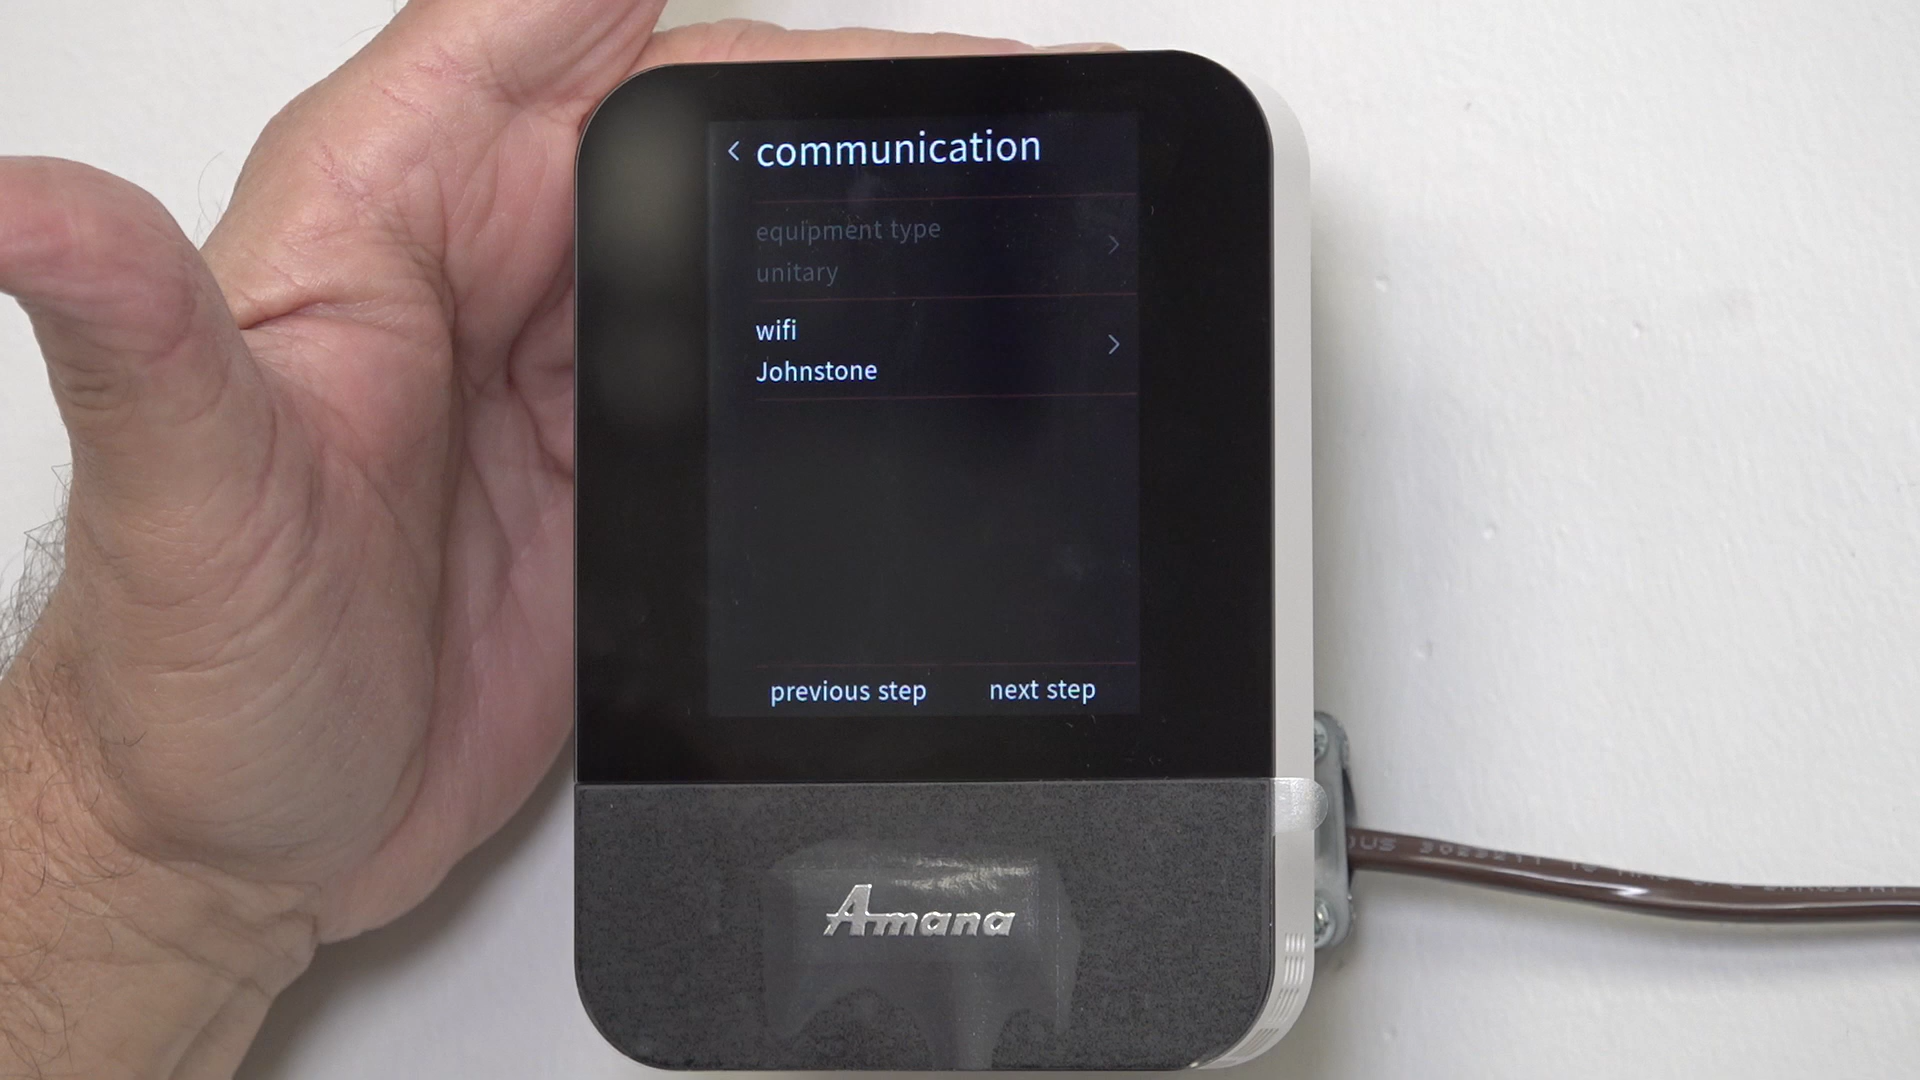 < communication
equipment type
unitary
wifi
Johnstone
previous step next step
Amana